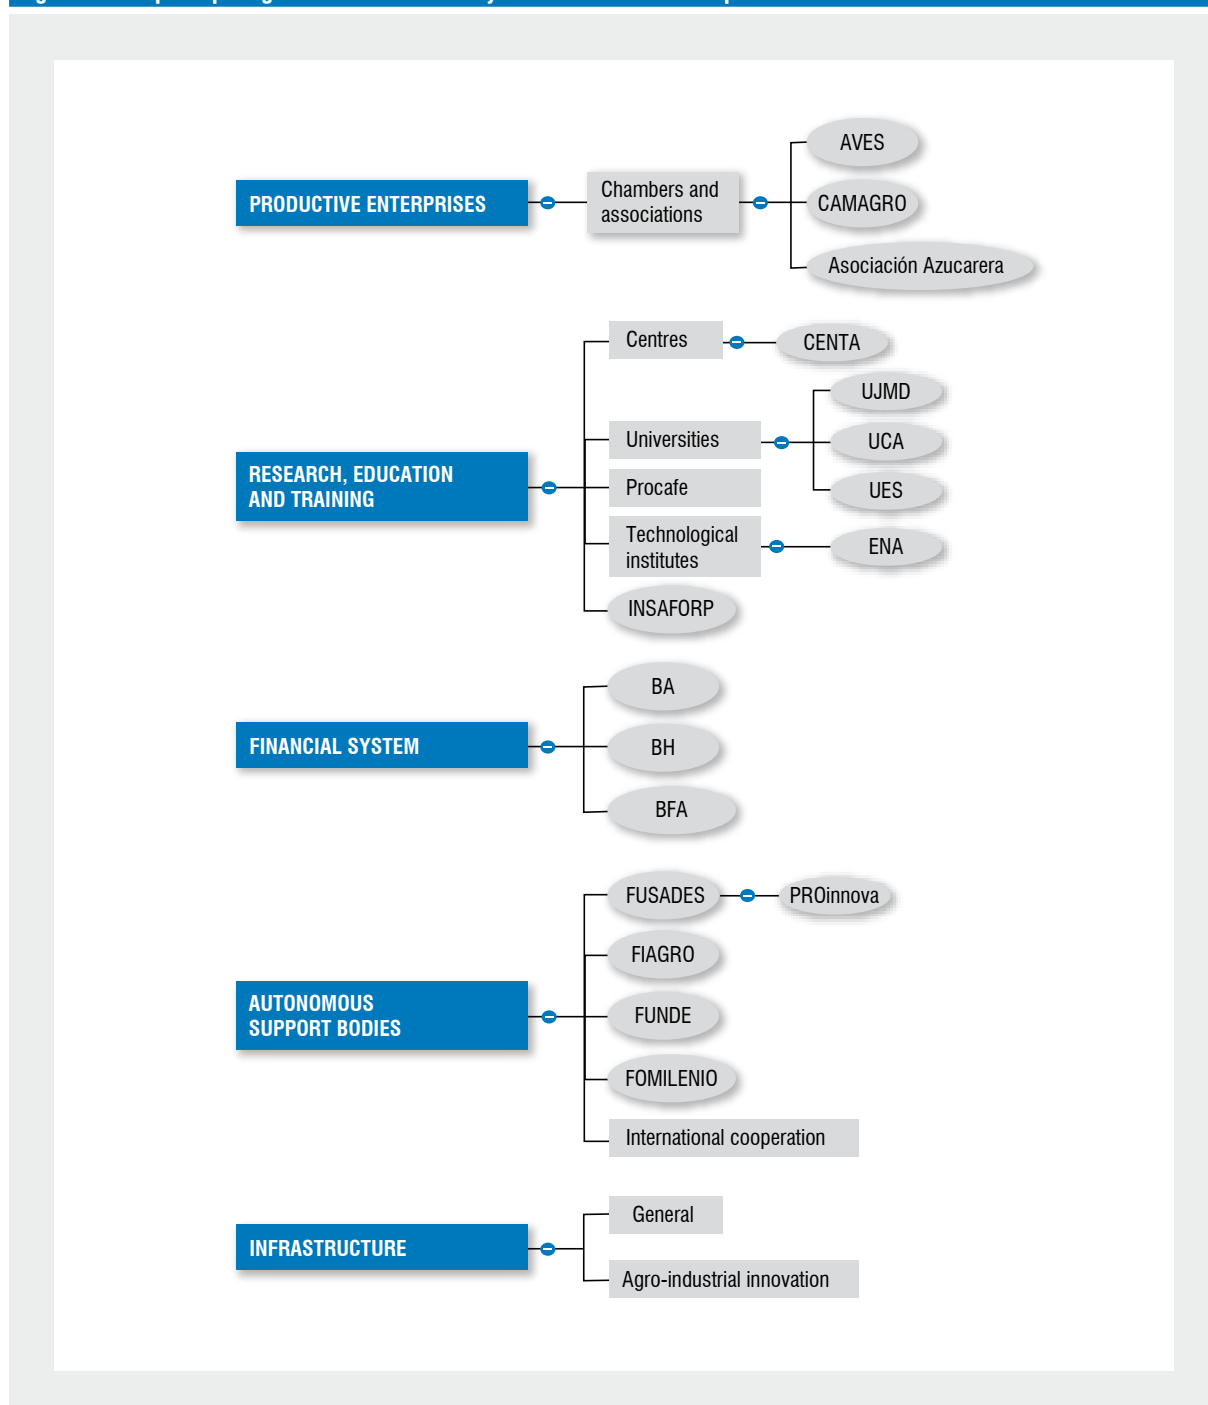 PRODUCTIVE ENTERPRISES
Chambers and
associations
AVES
CAMAGRO
Asociación Azucarera
RESEARCH, EDUCATION
AND TRAINING
Centres
CENTA
Universities
UJMD
UCA
UES
Procafe
Technological
institutes
ENA
INSAFORP
FINANCIAL SYSTEM
BA
BH
BFA
AUTONOMOUS
SUPPORT BODIES
FUSADES
PROinnova
FIAGRO
FUNDE
FOMILENIO
International cooperation
INFRASTRUCTURE
General
Agro-industrial innovation